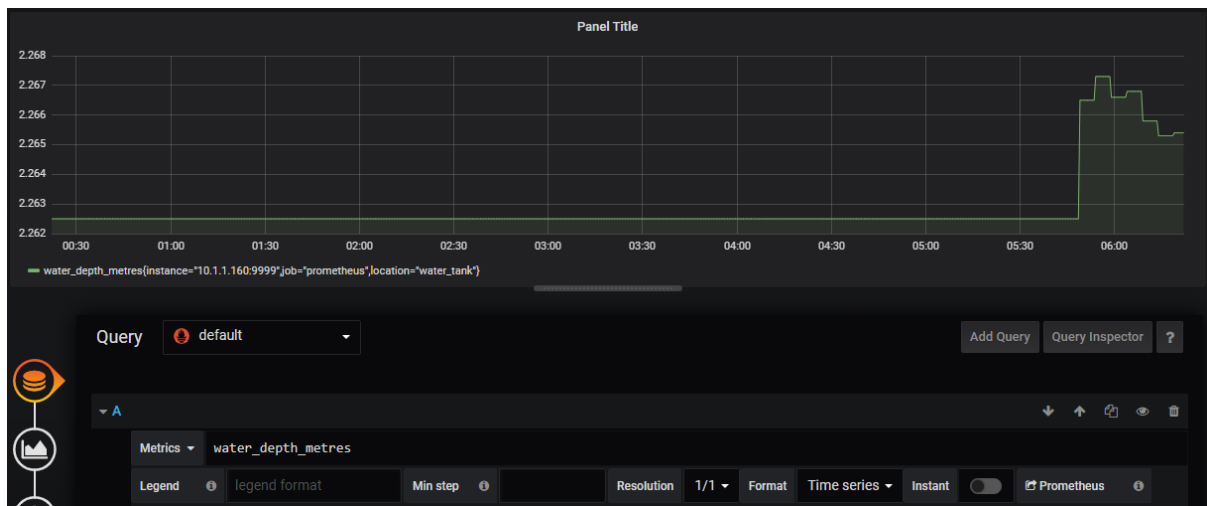 Panel Title
2.268
2.267
2.266
2.265
2.264
2.263
2.262
00:30 01:00 01:30 02:00 02:30 03:00 03:30 04:00 04:30 05:00 05:30 06:00
water_depth_metres{instance="10.1.1.160:9999",job="prometheus",location="water_tank"}
Query default Add Query Query Inspector ?
A
Metrics water_depth_metres
Legend legend format Min step Resolution 1/1 Format Time series Instant Prometheus